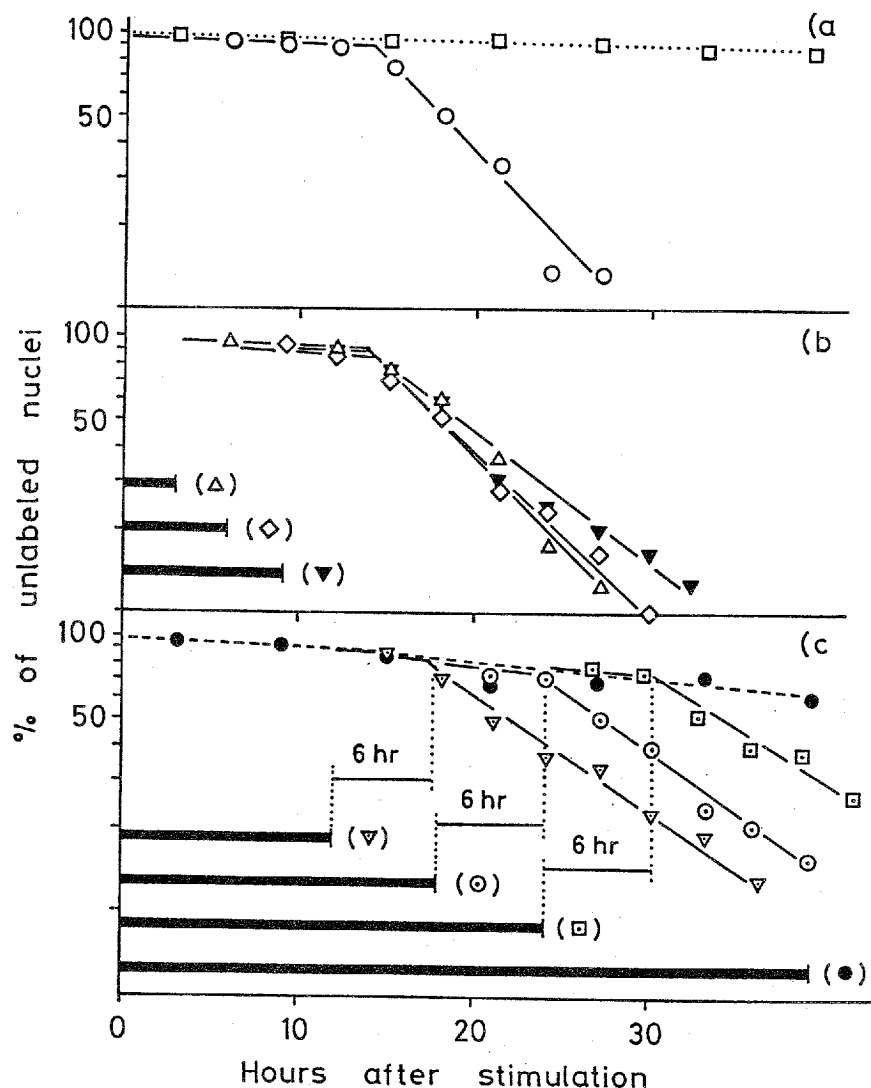 (a
100
50
(b
100
50
(△)
(◇)
(▼)
(c
100
50
6 hr
6 hr
6 hr
(▽)
(⊙)
(⊡)
(●)
0 10 20 30
Hours after stimulation
% of unlabeled nuclei